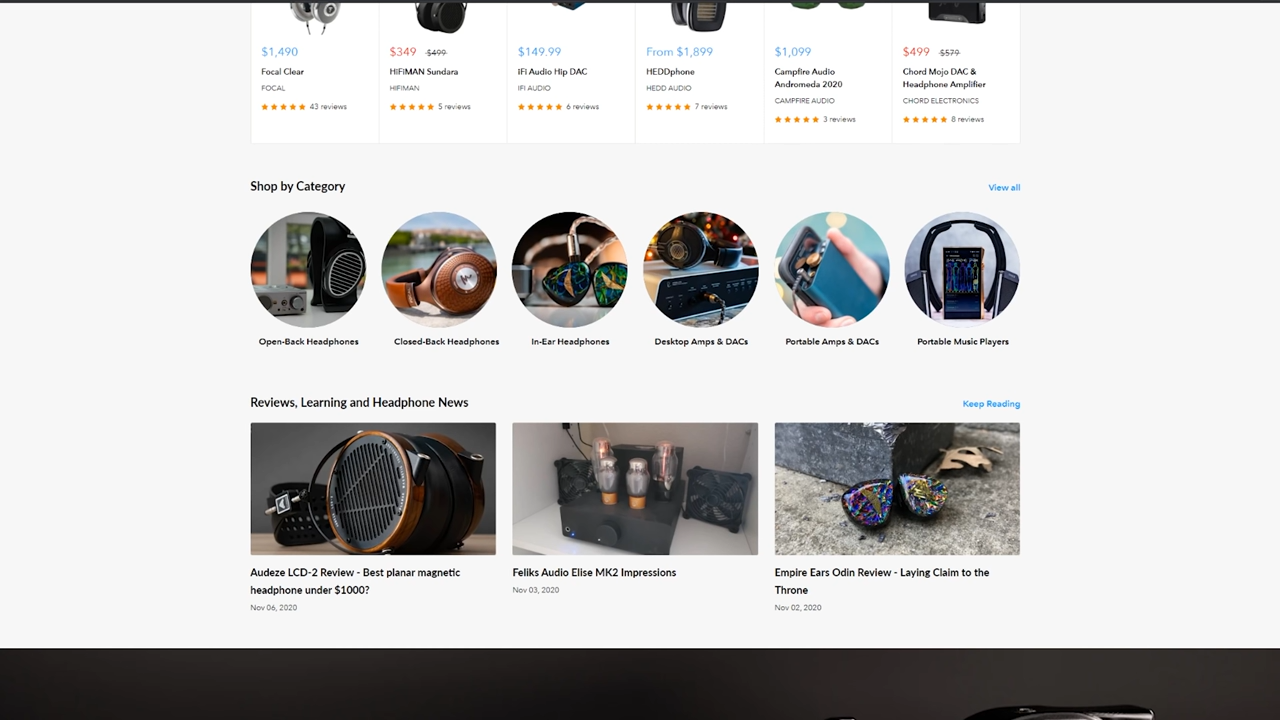 $1,490
Focal Clear
FOCAL
43 reviews
$349 $499
HIFIMAN Sundara
HIFIMAN
5 reviews
$149.99
iFi Audio Hip DAC
IFI AUDIO
6 reviews
From $1,899
HEDDphone
HEDD AUDIO
7 reviews
$1,099
Campfire Audio
Andromeda 2020
CAMPFIRE AUDIO
3 reviews
$499 $579
Chord Mojo DAC &
Headphone Amplifier
CHORD ELECTRONICS
8 reviews
Shop by Category
View all
Open-Back Headphones
Closed-Back Headphones
In-Ear Headphones
Desktop Amps & DACs
Portable Amps & DACs
Portable Music Players
Reviews, Learning and Headphone News
Keep Reading
Audeze LCD-2 Review - Best planar magnetic
headphone under $1000?
Nov 06, 2020
Feliks Audio Elise MK2 Impressions
Nov 03, 2020
Empire Ears Odin Review - Laying Claim to the
Throne
Nov 02, 2020